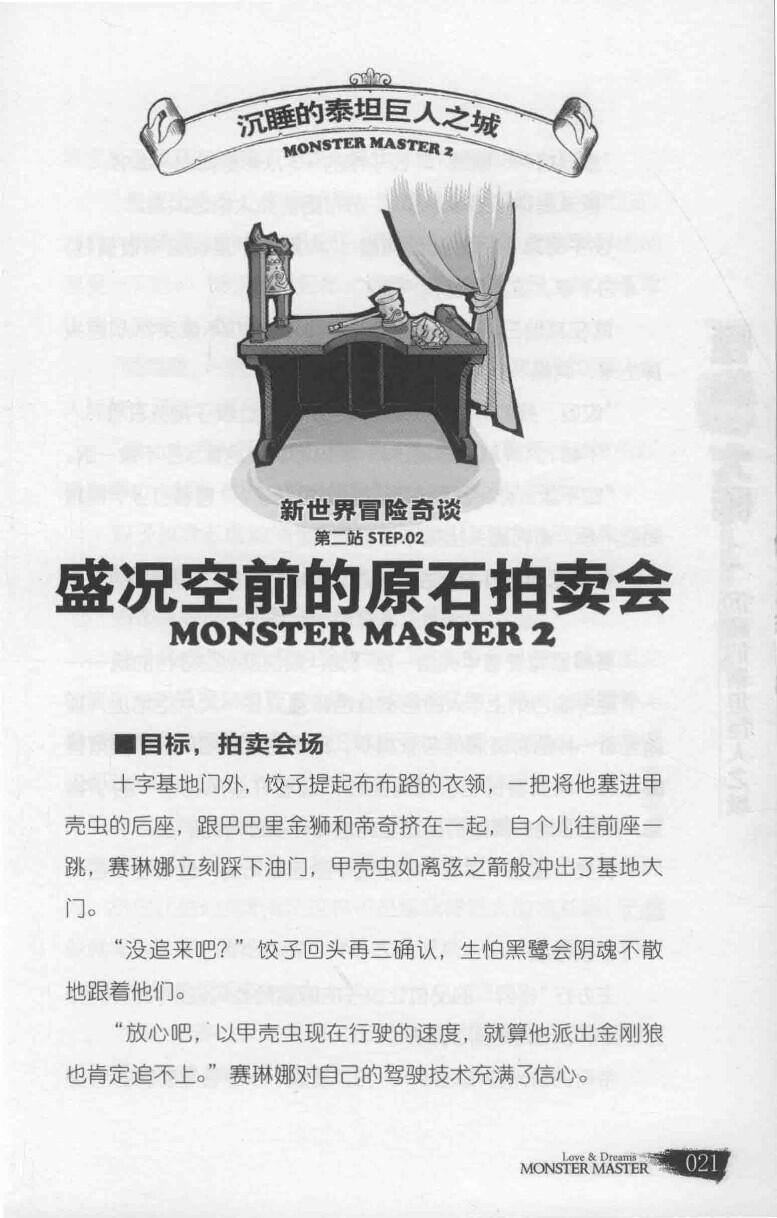 沉睡的泰坦巨人之城
MONSTER MASTER 2
新世界冒险奇谈
第二站 STEP.02
盛况空前的原石拍卖会
MONSTER MASTER 2
■目标，拍卖会场
十字基地门外，饺子提起布布路的衣领，一把将他塞进甲
壳虫的后座，跟巴巴里金狮和帝奇挤在一起，自个儿往前座一
跳，赛琳娜立刻踩下油门，甲壳虫如离弦之箭般冲出了基地大
门。
“没追来吧？”饺子回头再三确认，生怕黑鹭会阴魂不散
地跟着他们。
“放心吧，以甲壳虫现在行驶的速度，就算他派出金刚狼
也肯定追不上。”赛琳娜对自己的驾驶技术充满了信心。
Love & Dreams
MONSTER MASTER
021